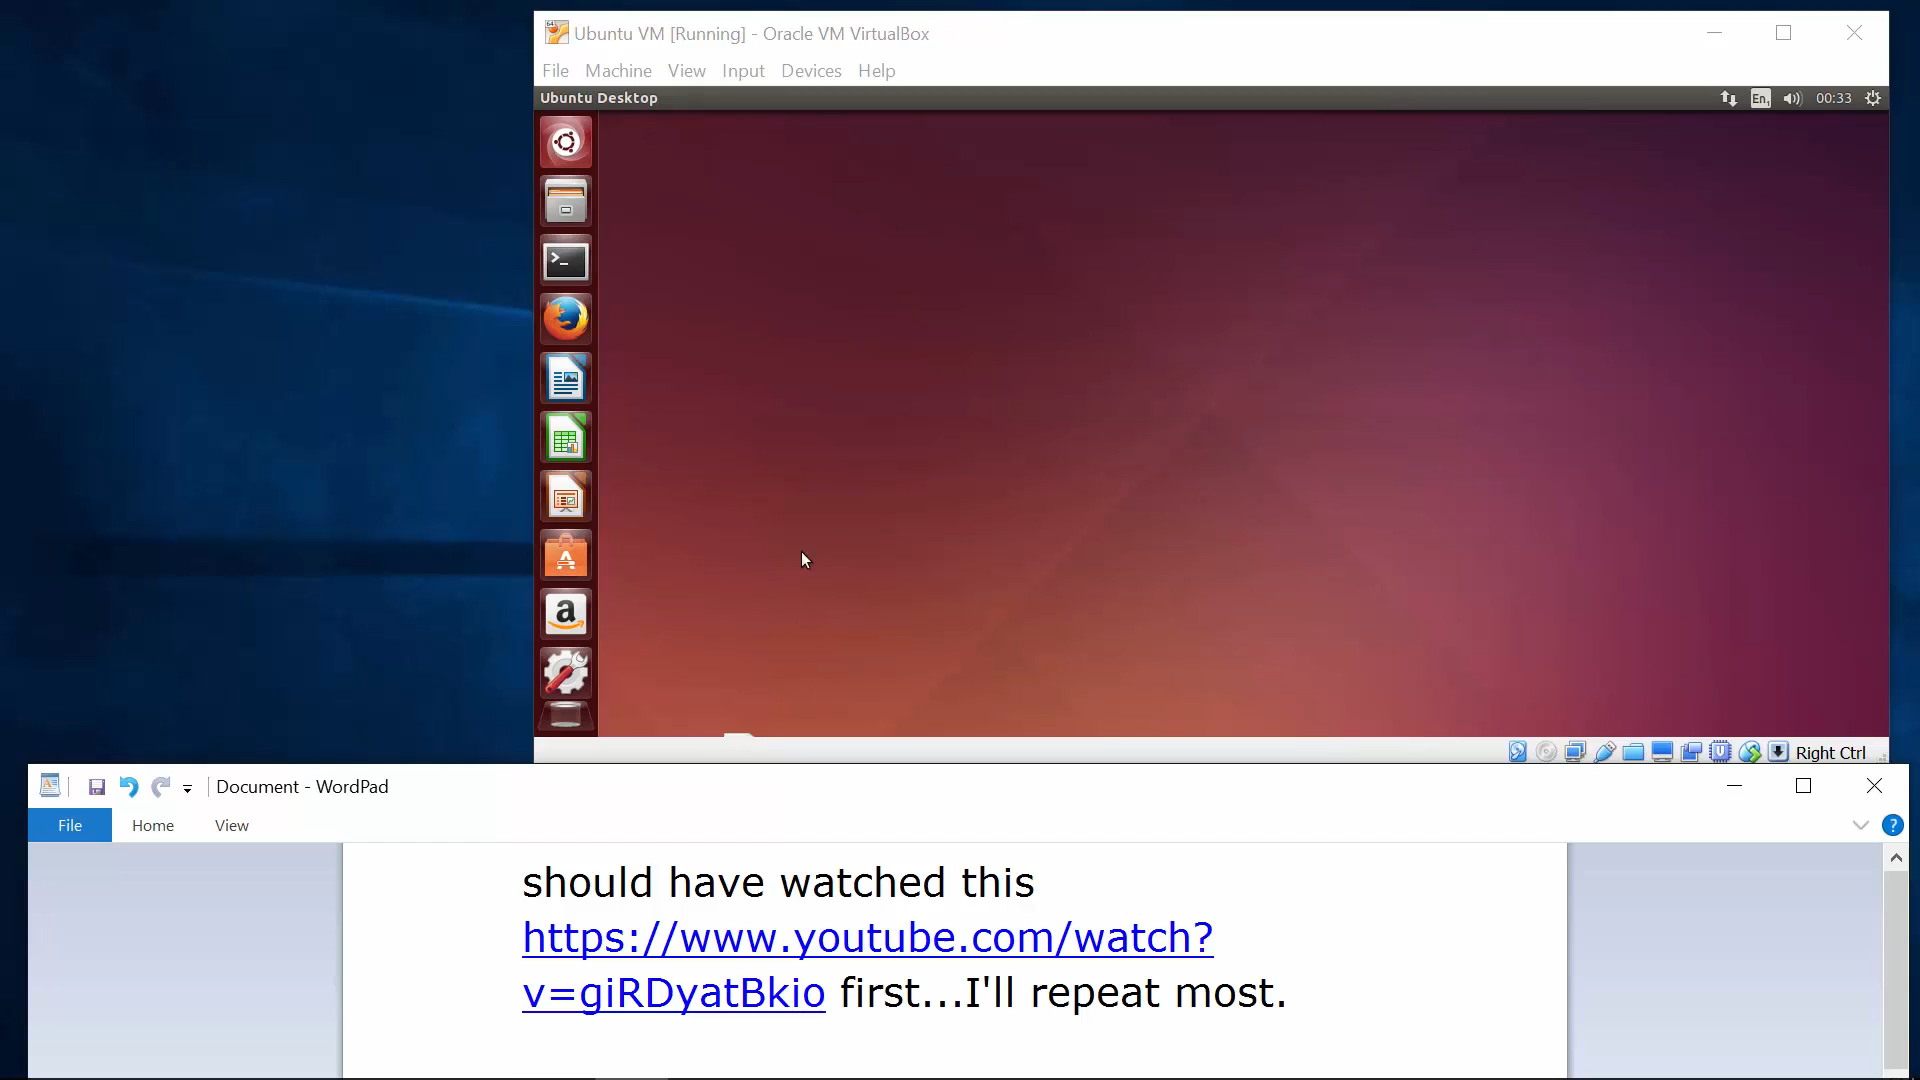 Ubuntu VM [Running] - Oracle VM VirtualBox
File Machine View Input Devices Help
Ubuntu Desktop
En1 00:33
Right Ctrl
Document - WordPad
File Home View
should have watched this
https://www.youtube.com/watch?
v=giRDyatBkio first...I'll repeat most.